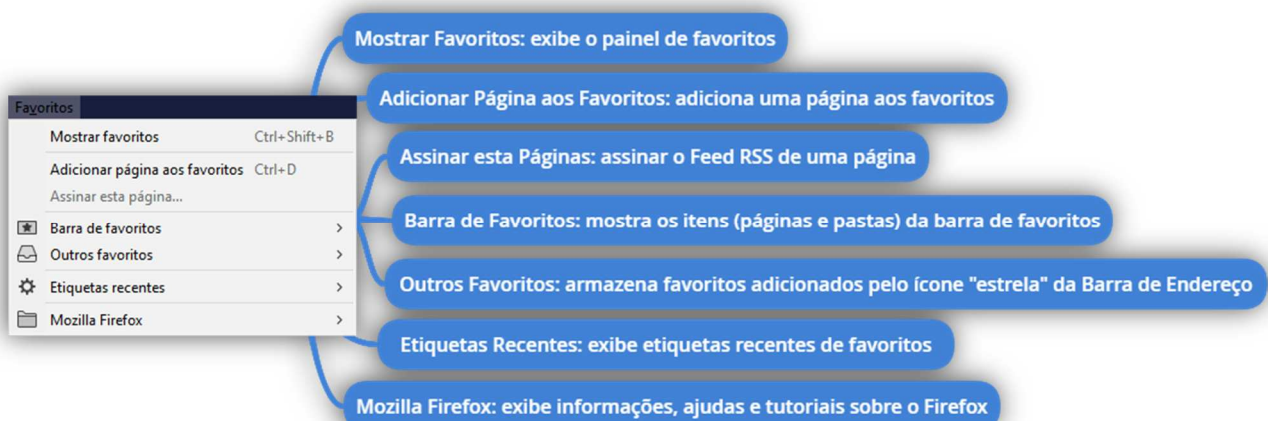 Mostrar Favoritos: exibe o painel de favoritos
Adicionar Página aos Favoritos: adiciona uma página aos favoritos
Assinar esta Páginas: assinar o Feed RSS de uma página
Barra de Favoritos: mostra os itens (páginas e pastas) da barra de favoritos
Outros Favoritos: armazena favoritos adicionados pelo ícone "estrela" da Barra de Endereço
Etiquetas Recentes: exibe etiquetas recentes de favoritos
Mozilla Firefox: exibe informações, ajudas e tutoriais sobre o Firefox
Favoritos
Mostrar favoritos Ctrl+Shift+B
Adicionar página aos favoritos Ctrl+D
Assinar esta página...
Barra de favoritos
Outros favoritos
Etiquetas recentes
Mozilla Firefox